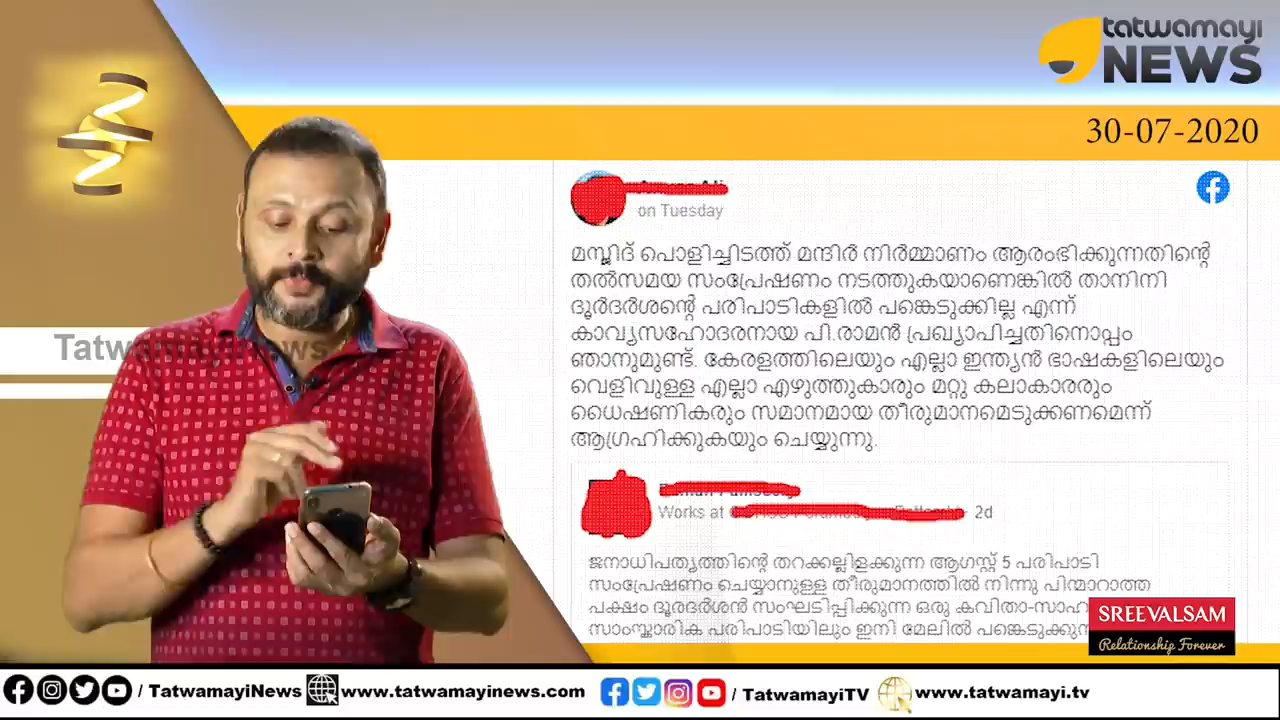 tatwamayi
NEWS
30-07-2020
on Tuesday
മസ്ജിദ് പൊളിച്ചിടത്ത് മന്ദിർ നിർമ്മാണം ആരംഭിക്കുന്നതിന്റെ
തൽസമയ സംപ്രേഷണം നടത്തുകയാണെങ്കിൽ താനിനി
ദൂർദർശന്റെ പരിപാടികളിൽ പങ്കെടുക്കില്ല എന്ന്
കാവ്യസഹോദരനായ പി.രാമൻ പ്രഖ്യാപിച്ചതിനൊപ്പം
ഞാനുമുണ്ട്. കേരളത്തിലെയും എല്ലാ ഇന്ത്യൻ ഭാഷകളിലെയും
വെളിവുള്ള എല്ലാ എഴുത്തുകാരും മറ്റു കലാകാരരും
ധൈഷണികരും സമാനമായ തീരുമാനമെടുക്കണമെന്ന്
ആഗ്രഹിക്കുകയും ചെയ്യുന്നു.
Works at 2d
ജനാധിപത്യത്തിന്റെ തറക്കല്ലിളക്കുന്ന ആഗസ്റ്റ് 5 പരിപാടി
സംപ്രേഷണം ചെയ്യാനുള്ള തീരുമാനത്തിൽ നിന്നു പിന്മാറാത്ത
പക്ഷം ദൂരദർശൻ സംഘടിപ്പിക്കുന്ന ഒരു കവിതാ-സാഹ
സാംസ്കാരിക പരിപാടിയിലും ഇനി മേലിൽ
TatwamayiNews
SREEVALSAM
Relationship Forever
/ TatwamayiNews www.tatwamayinews.com / TatwamayiTV www.tatwamayi.tv